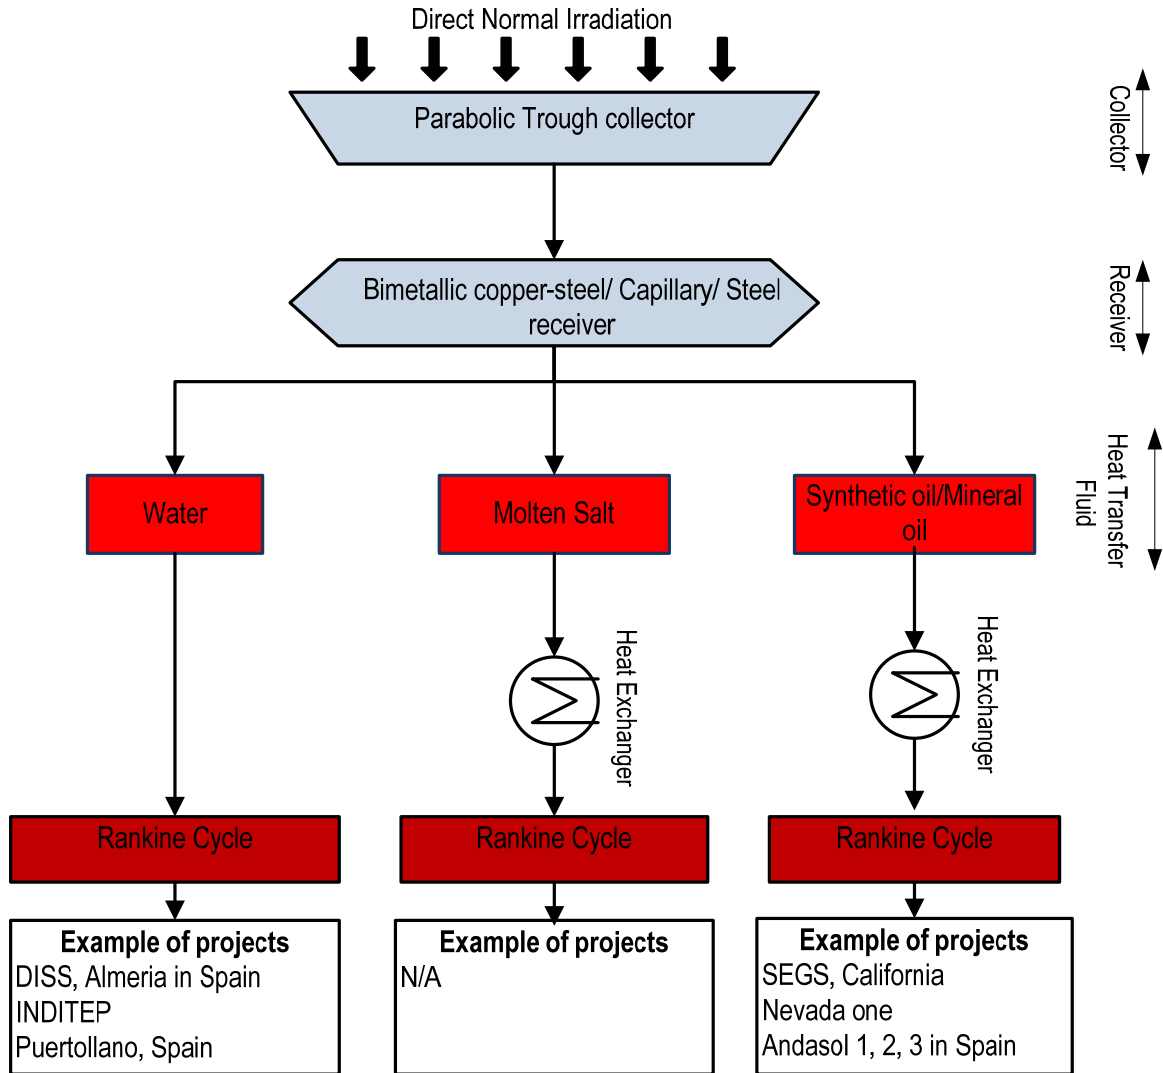 Direct Normal Irradiation
Parabolic Trough collector
Collector
Bimetallic copper-steel/ Capillary/ Steel
receiver
Receiver
Water
Molten Salt
Synthetic oil/Mineral
oil
Heat Transfer
Fluid
Heat Exchanger
Heat Exchanger
Rankine Cycle
Rankine Cycle
Rankine Cycle
Example of projects
DISS, Almeria in Spain
INDITEP
Puertollano, Spain
Example of projects
N/A
Example of projects
SEGS, California
Nevada one
Andasol 1, 2, 3 in Spain